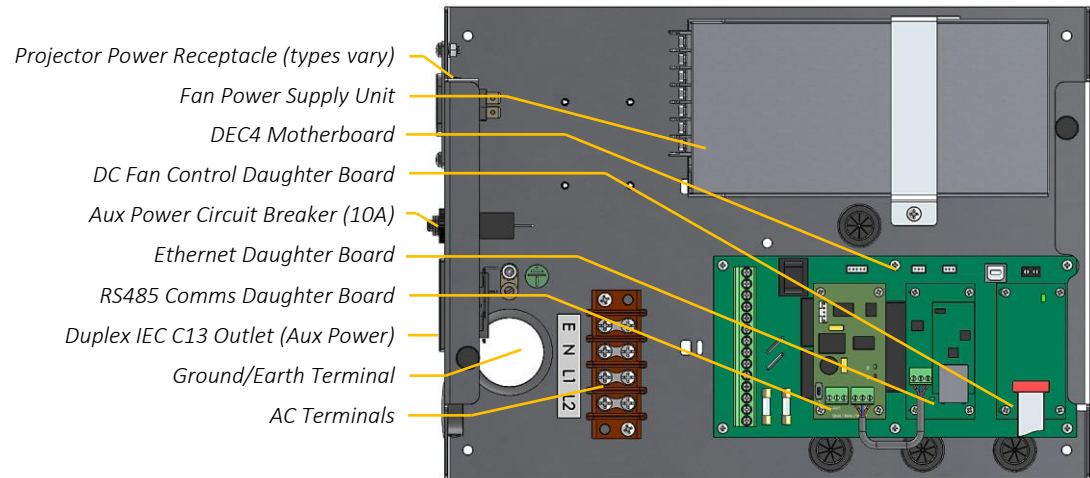 Projector Power Receptacle (types vary)
Fan Power Supply Unit
DEC4 Motherboard
DC Fan Control Daughter Board
Aux Power Circuit Breaker (10A)
Ethernet Daughter Board
RS485 Comms Daughter Board
Duplex IEC C13 Outlet (Aux Power)
Ground/Earth Terminal
AC Terminals
E N L1 L2